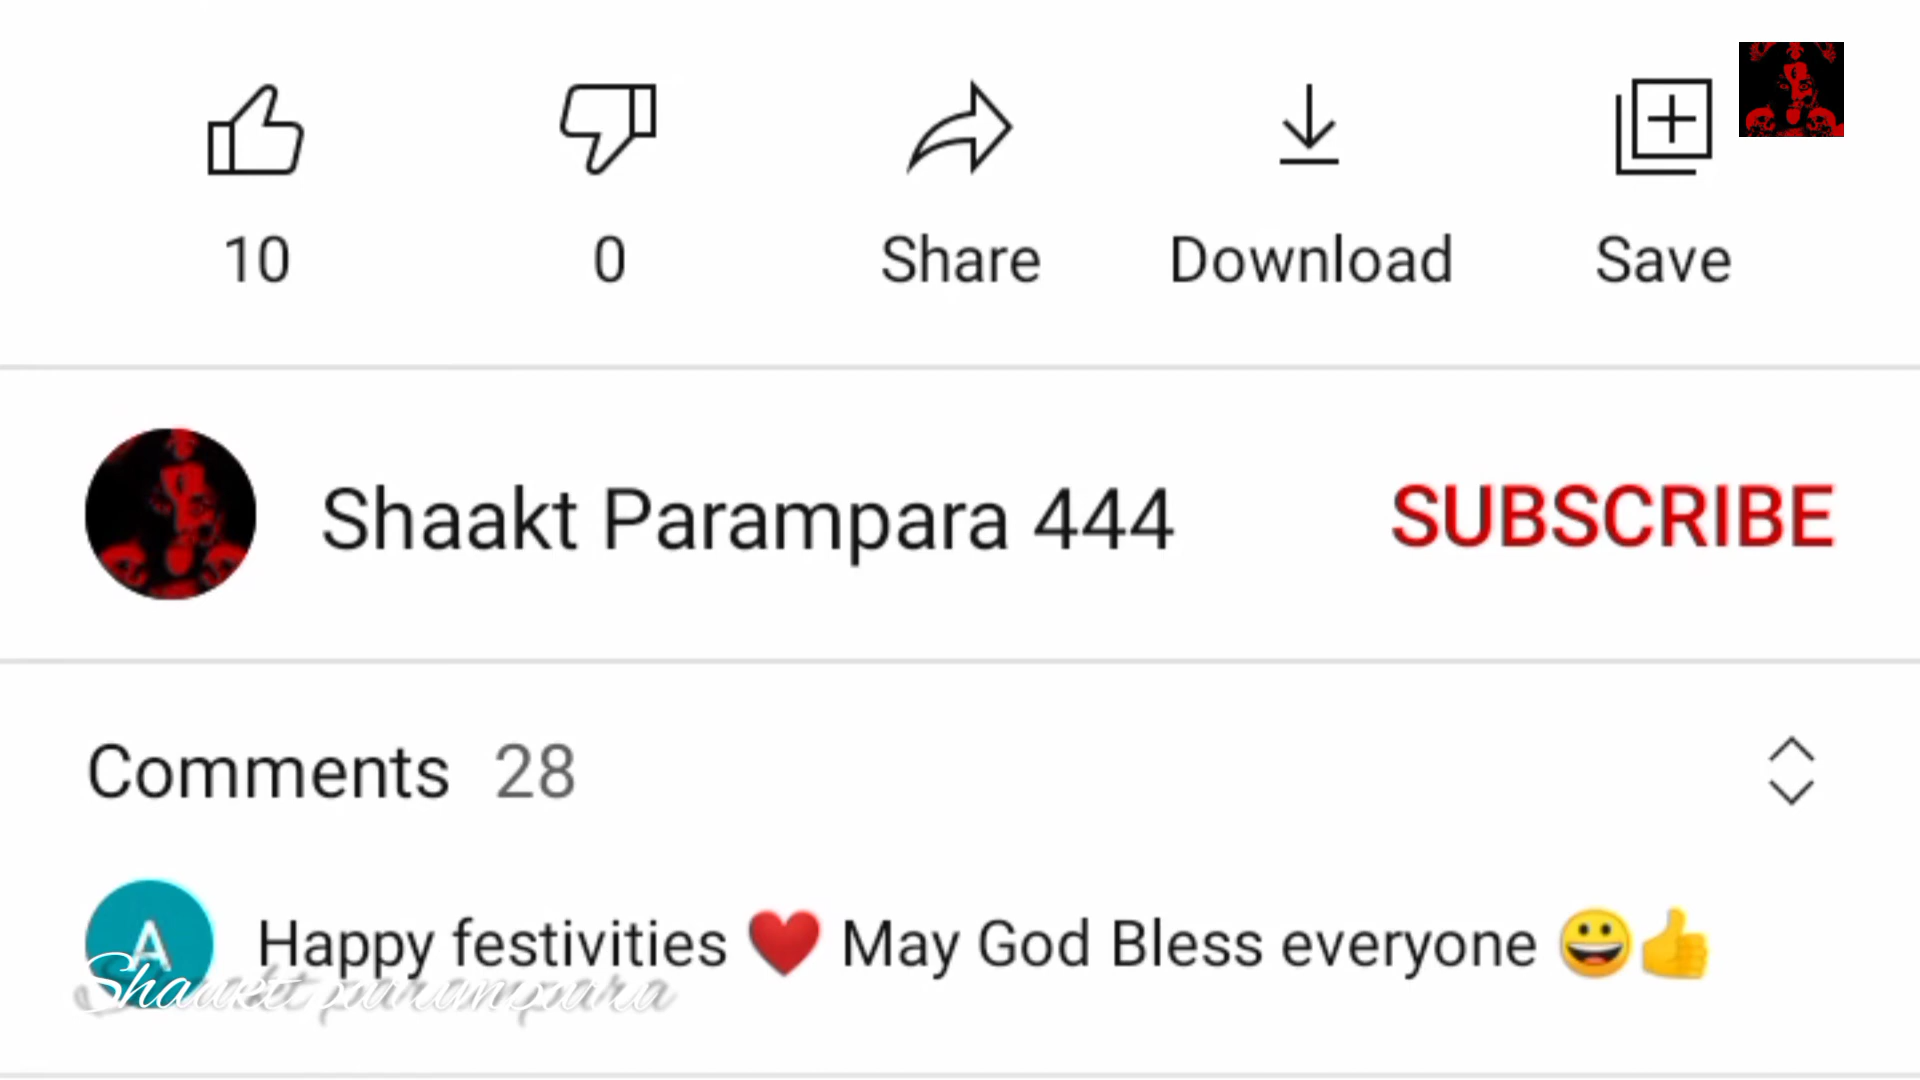 10 0 Share Download Save
Shaakt Parampara 444 SUBSCRIBE
Comments 28
A Happy festivities ❤️ May God Bless everyone 😀👍
Shaakt parampara